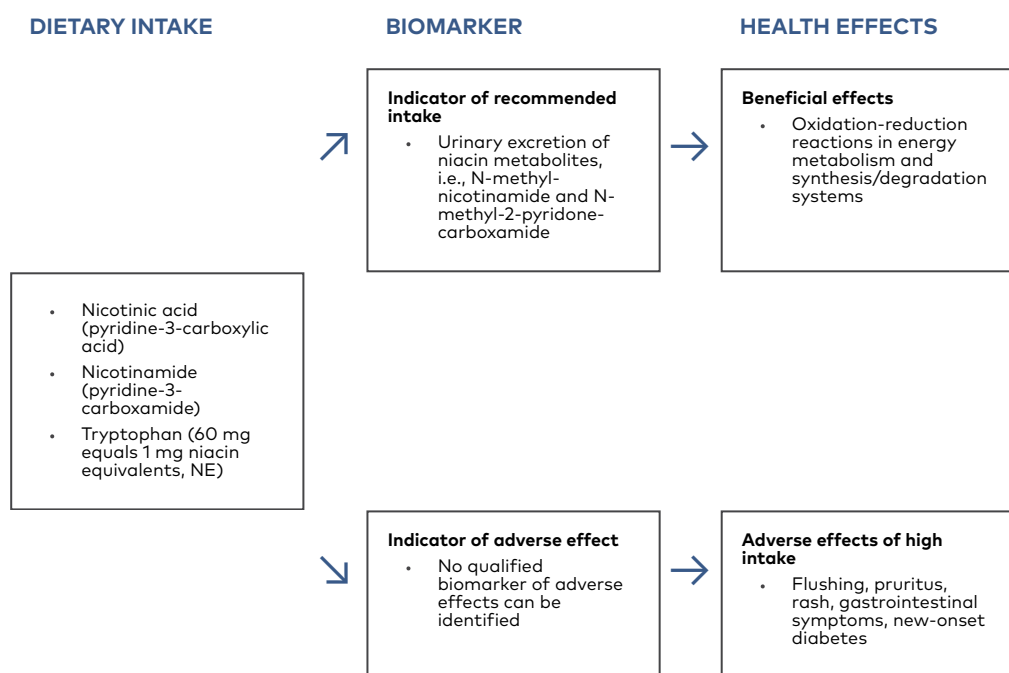 DIETARY INTAKE
BIOMARKER
HEALTH EFFECTS
Indicator of recommended
intake
• Urinary excretion of
niacin metabolites,
i.e., N-methyl-
nicotinamide and N-
methyl-2-pyridone-
carboxamide
Beneficial effects
• Oxidation-reduction
reactions in energy
metabolism and
synthesis/degradation
systems
• Nicotinic acid
(pyridine-3-carboxylic
acid)
• Nicotinamide
(pyridine-3-
carboxamide)
• Tryptophan (60 mg
equals 1 mg niacin
equivalents, NE)
Indicator of adverse effect
• No qualified
biomarker of adverse
effects can be
identified
Adverse effects of high
intake
• Flushing, pruritus,
rash, gastrointestinal
symptoms, new-onset
diabetes